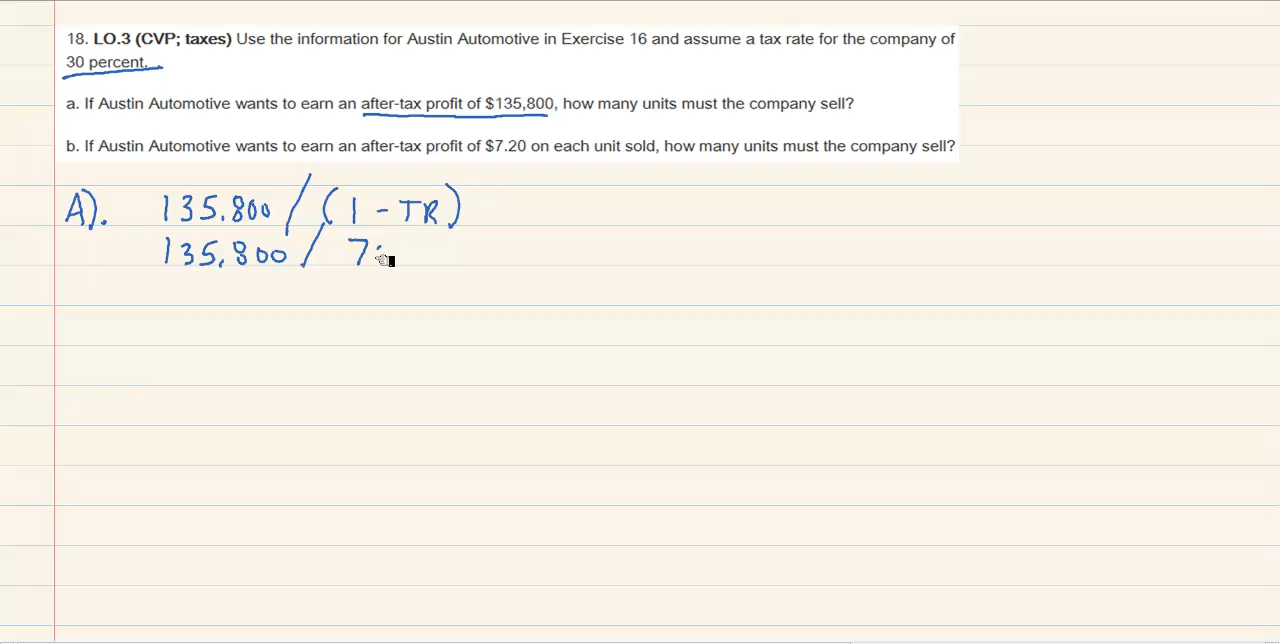 18. LO.3 (CVP; taxes) Use the information for Austin Automotive in Exercise 16 and assume a tax rate for the company of
30 percent.
a. If Austin Automotive wants to earn an after-tax profit of $135,800, how many units must the company sell?
b. If Austin Automotive wants to earn an after-tax profit of $7.20 on each unit sold, how many units must the company sell?
A). 135,800 / (1 - TR)
135,800 / 7